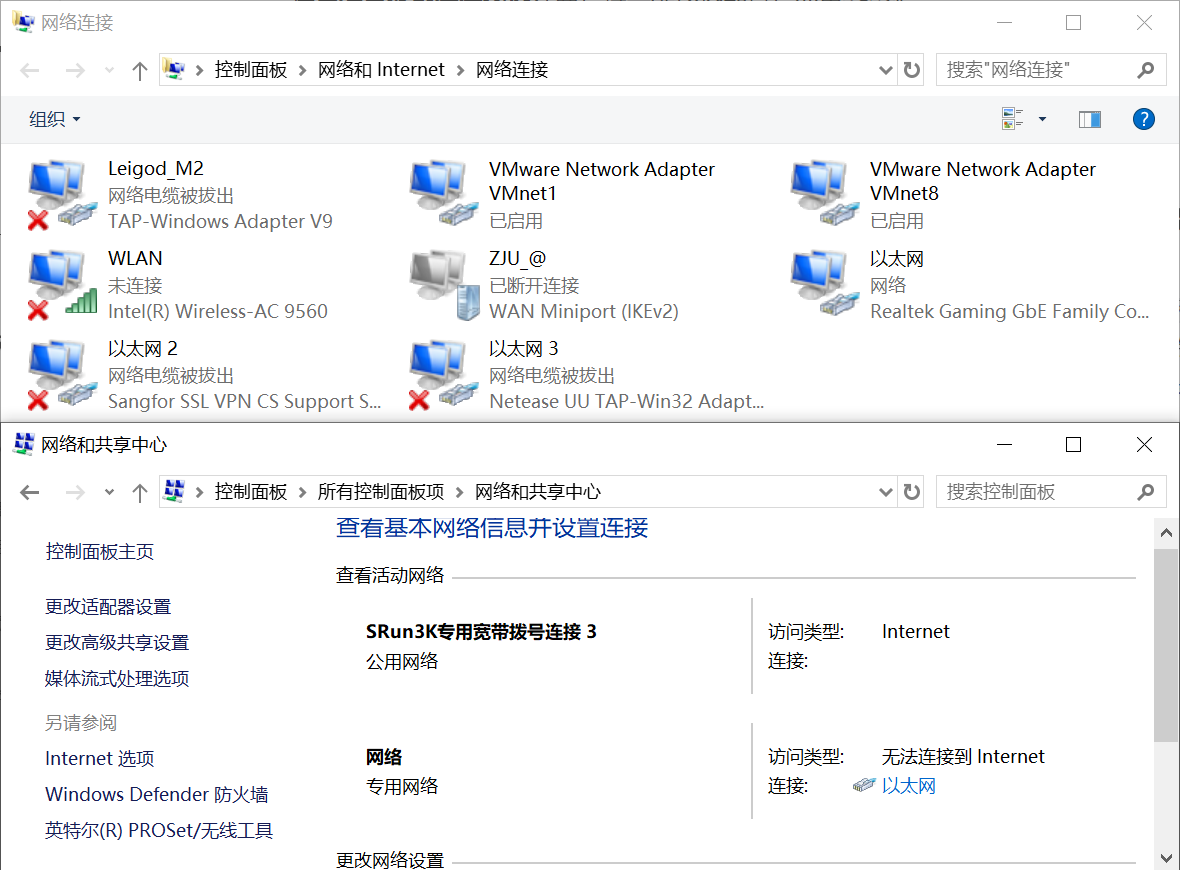 网络连接
控制面板 网络和 Internet 网络连接
搜索"网络连接"
组织
Leigod_M2
网络电缆被拔出
TAP-Windows Adapter V9
VMware Network Adapter
VMnet1
已启用
VMware Network Adapter
VMnet8
已启用
WLAN
未连接
Intel(R) Wireless-AC 9560
ZJU_@
已断开连接
WAN Miniport (IKEv2)
以太网
网络
Realtek Gaming GbE Family Co...
以太网 2
网络电缆被拔出
Sangfor SSL VPN CS Support S...
以太网 3
网络电缆被拔出
Netease UU TAP-Win32 Adapt...
网络和共享中心
控制面板 所有控制面板项 网络和共享中心
搜索控制面板
控制面板主页
更改适配器设置
更改高级共享设置
媒体流式处理选项
另请参阅
Internet 选项
Windows Defender 防火墙
英特尔(R) PROSet/无线工具
查看基本网络信息并设置连接
查看活动网络
SRun3K专用宽带拨号连接 3
公用网络
访问类型: Internet
连接:
网络
专用网络
访问类型: 无法连接到 Internet
连接: 以太网
更改网络设置